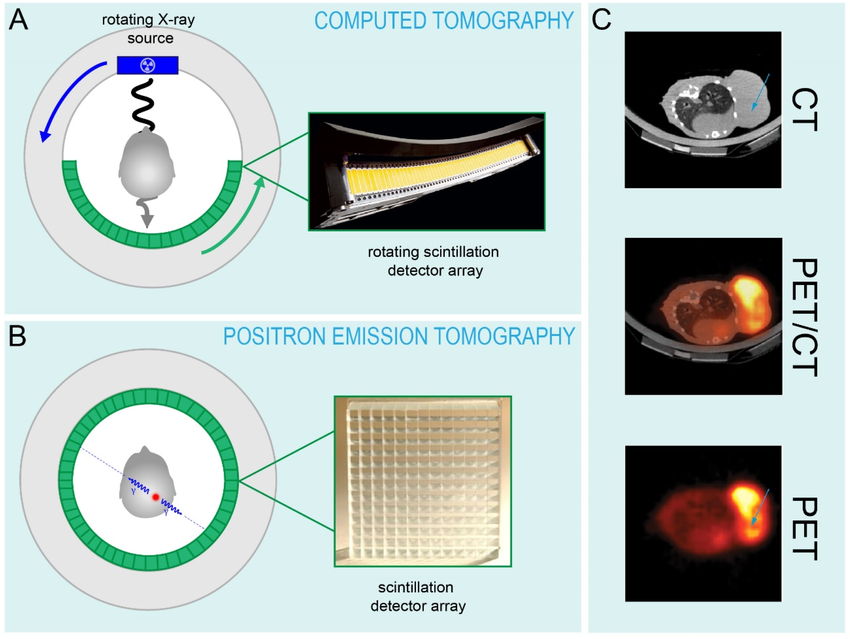 A
COMPUTED TOMOGRAPHY
rotating X-ray
source
rotating scintillation
detector array
B
POSITRON EMISSION TOMOGRAPHY
γ
γ
scintillation
detector array
C
CT
PET/CT
PET